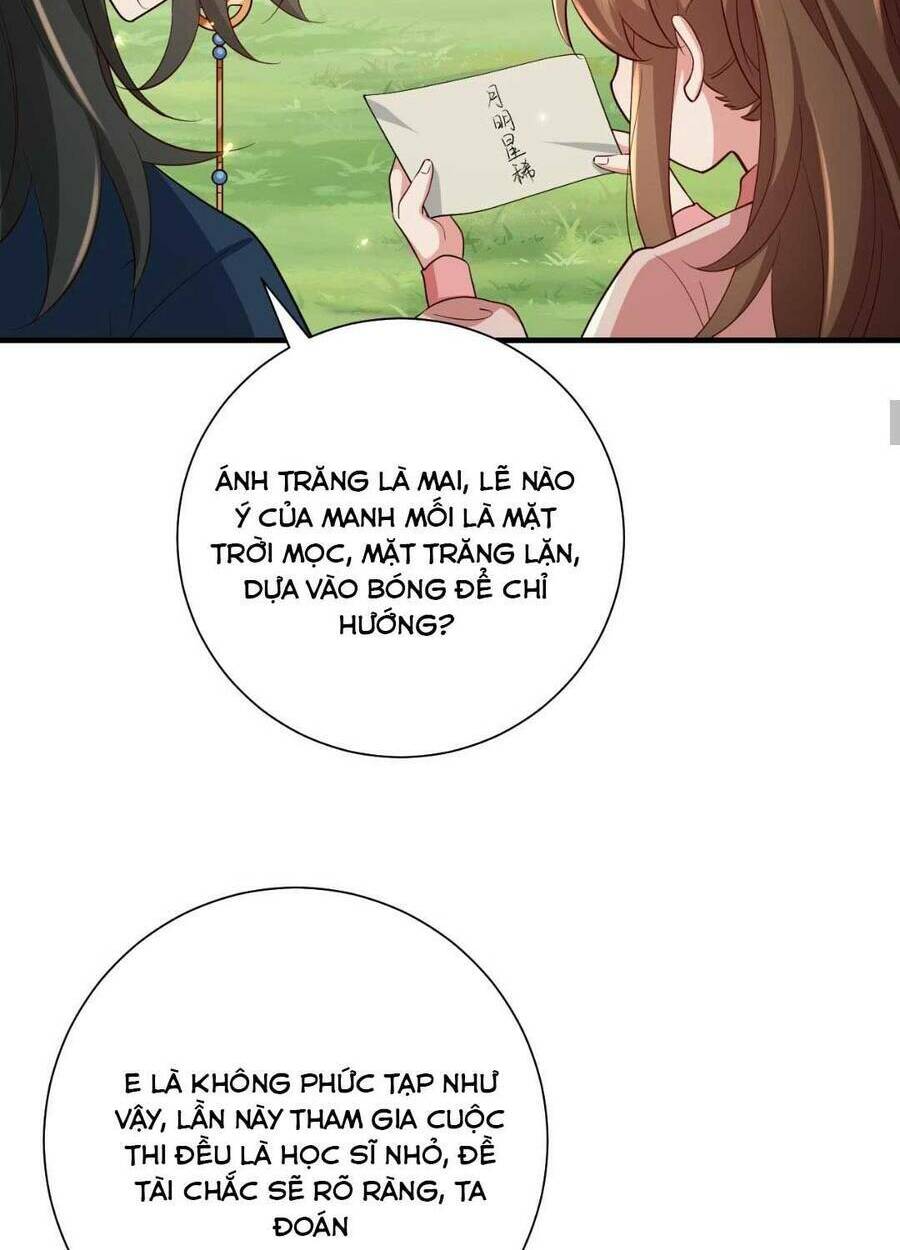 月明星稀
ÁNH TRĂNG LÀ MAI, LẼ NÀO
Ý CỦA MANH MỐI LÀ MẶT
TRỜI MỌC, MẶT TRĂNG LẶN,
DỰA VÀO BÓNG ĐỂ CHỈ
HƯỚNG?
E LÀ KHÔNG PHỨC TẠP NHƯ
VẬY, LẦN NÀY THAM GIA CUỘC
THI ĐỀU LÀ HỌC SĨ NHỎ, ĐỀ
TÀI CHẮC SẼ RÕ RÀNG, TA
ĐOÁN